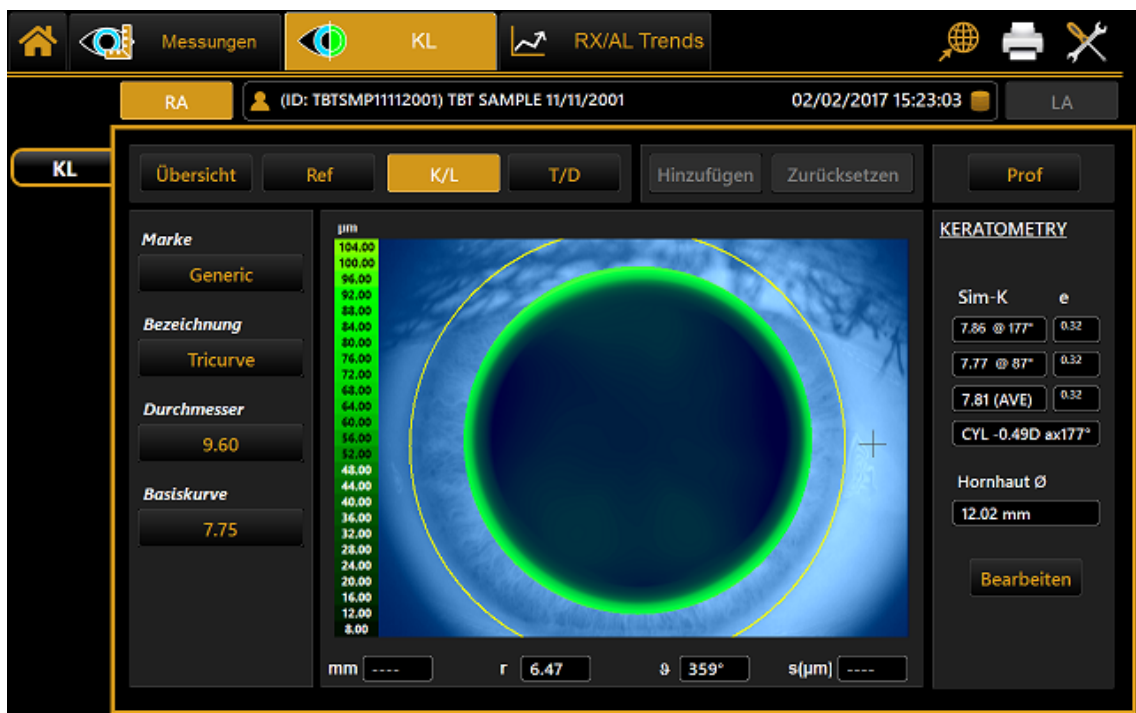 Messungen KL RX/AL Trends
RA (ID: TBTSMP11112001) TBT SAMPLE 11/11/2001 02/02/2017 15:23:03 LA
KL
Übersicht Ref K/L T/D Hinzufügen Zurücksetzen Prof
Marke
Generic
Bezeichnung
Tricurve
Durchmesser
9.60
Basiskurve
7.75
µm
104.00
100.00
96.00
92.00
88.00
84.00
80.00
76.00
72.00
68.00
64.00
60.00
56.00
52.00
48.00
44.00
40.00
36.00
32.00
28.00
24.00
20.00
16.00
12.00
8.00
mm ---- r 6.47 ϑ 359° s(µm) ----
KERATOMETRY
Sim-K e
7.86 @ 177° 0.32
7.77 @ 87° 0.32
7.81 (AVE) 0.32
CYL -0.49D ax177°
Hornhaut Ø
12.02 mm
Bearbeiten